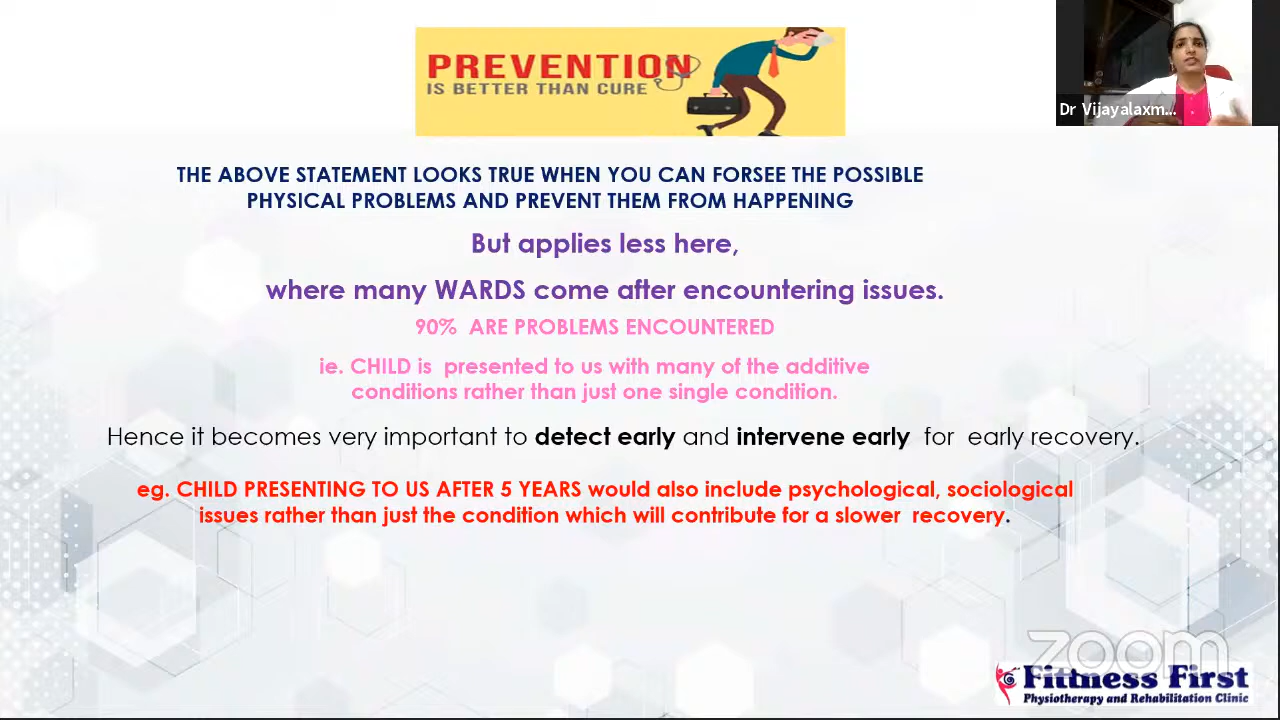 PREVENTION
IS BETTER THAN CURE
Dr Vijayalaxm...
THE ABOVE STATEMENT LOOKS TRUE WHEN YOU CAN FORSEE THE POSSIBLE
PHYSICAL PROBLEMS AND PREVENT THEM FROM HAPPENING
But applies less here,
where many WARDS come after encountering issues.
90% ARE PROBLEMS ENCOUNTERED
ie. CHILD is presented to us with many of the additive
conditions rather than just one single condition.
Hence it becomes very important to detect early and intervene early for early recovery.
eg. CHILD PRESENTING TO US AFTER 5 YEARS would also include psychological, sociological
issues rather than just the condition which will contribute for a slower recovery.
zoom
Fittness First
Physiotherapy and Rehabilitation Clinic